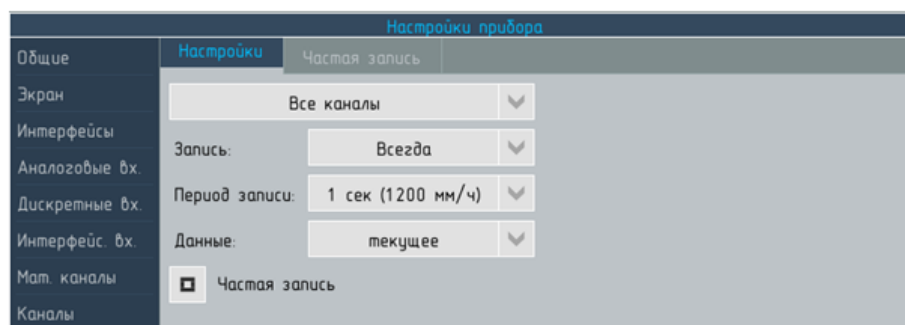 Настройки прибора
Общие
Экран
Интерфейсы
Аналоговые вх.
Дискретные вх.
Интерфейс. вх.
Мат. каналы
Каналы
Настройки
Частая запись
Все каналы
Запись: Всегда
Период записи: 1 сек (1200 мм/ч)
Данные: текущее
Частая запись